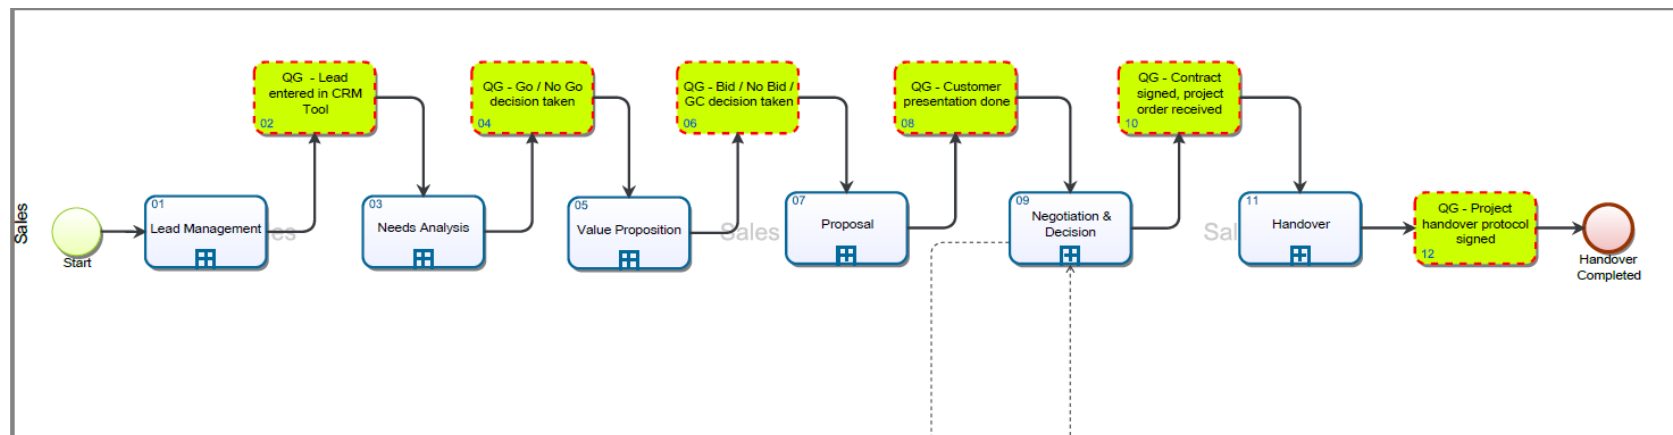 Sales
Start
01
Lead Management
QG - Lead
entered in CRM
Tool
02
03
Needs Analysis
QG - Go / No Go
decision taken
04
05
Value Proposition
QG - Bid / No Bid /
GC decision taken
06
07
Proposal
QG - Customer
presentation done
08
09
Negotiation &
Decision
QG - Contract
signed, project
order received
10
11
Handover
QG - Project
handover protocol
signed
12
Handover
Completed
es
Sales
Sal